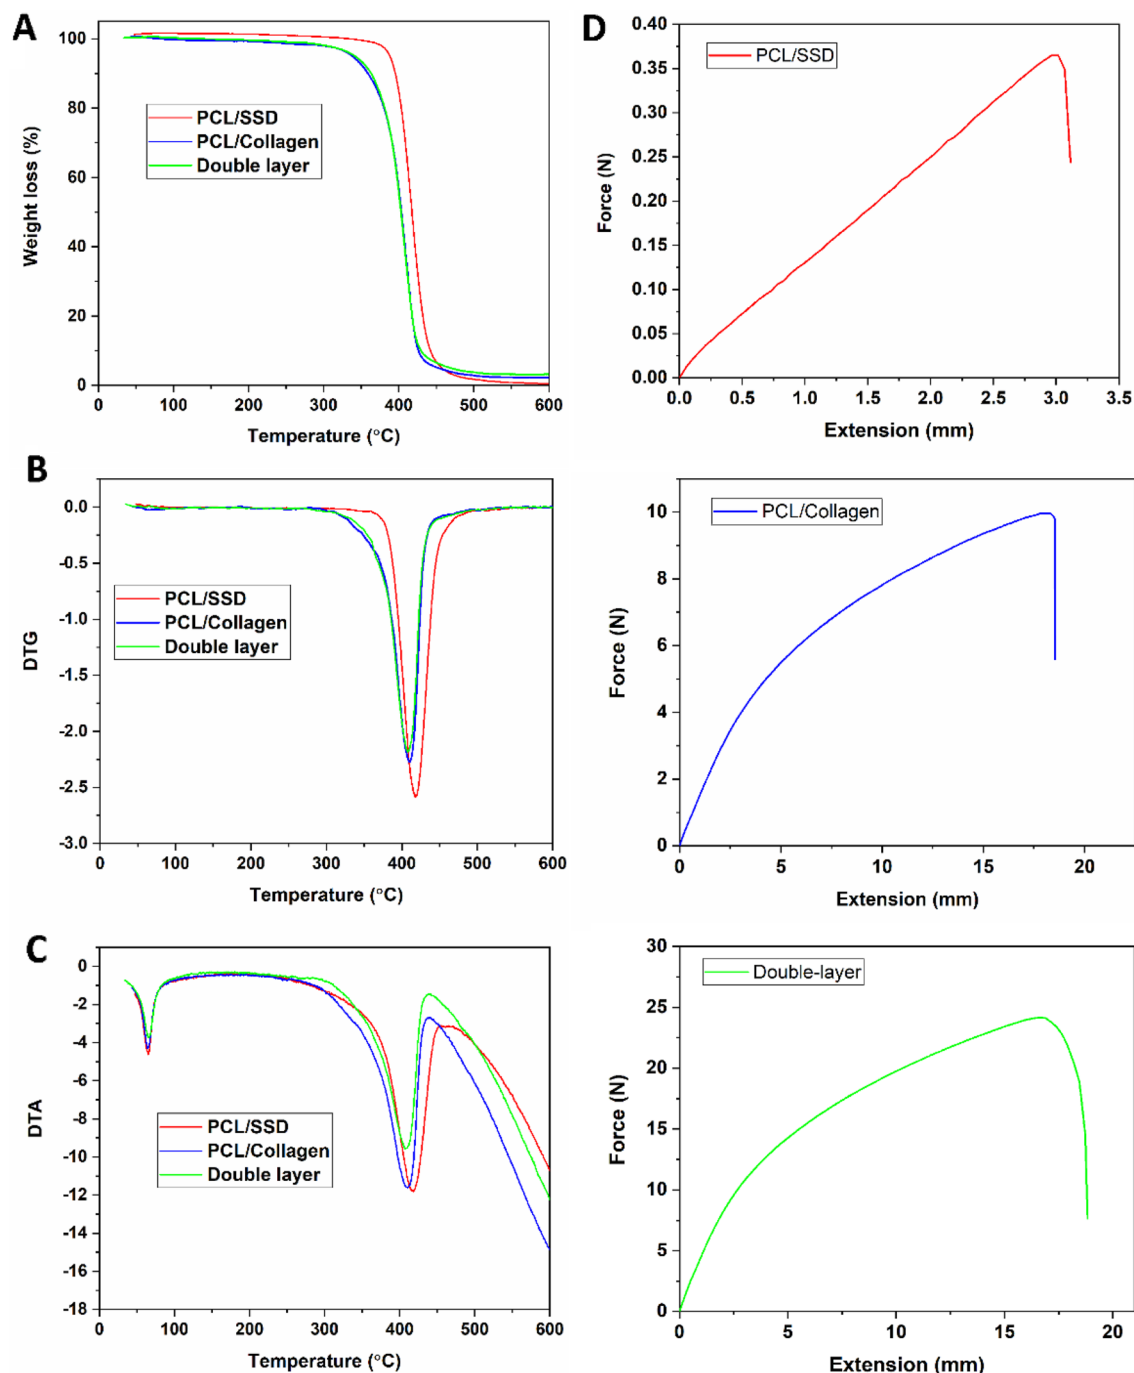 A
100
80
60
40
20
0
Weight loss (%)
PCL/SSD
PCL/Collagen
Double layer
0 100 200 300 400 500 600
Temperature (°C)
B
0.0
-0.5
-1.0
-1.5
-2.0
-2.5
-3.0
DTG
PCL/SSD
PCL/Collagen
Double layer
0 100 200 300 400 500 600
Temperature (°C)
C
0
-2
-4
-6
-8
-10
-12
-14
-16
-18
DTA
PCL/SSD
PCL/Collagen
Double layer
0 100 200 300 400 500 600
Temperature (°C)
D
0.40
0.35
0.30
0.25
0.20
0.15
0.10
0.05
0.00
Force (N)
PCL/SSD
0.0 0.5 1.0 1.5 2.0 2.5 3.0 3.5
Extension (mm)
10
8
6
4
2
0
Force (N)
PCL/Collagen
0 5 10 15 20
Extension (mm)
30
25
20
15
10
5
0
Force (N)
Double-layer
0 5 10 15 20
Extension (mm)